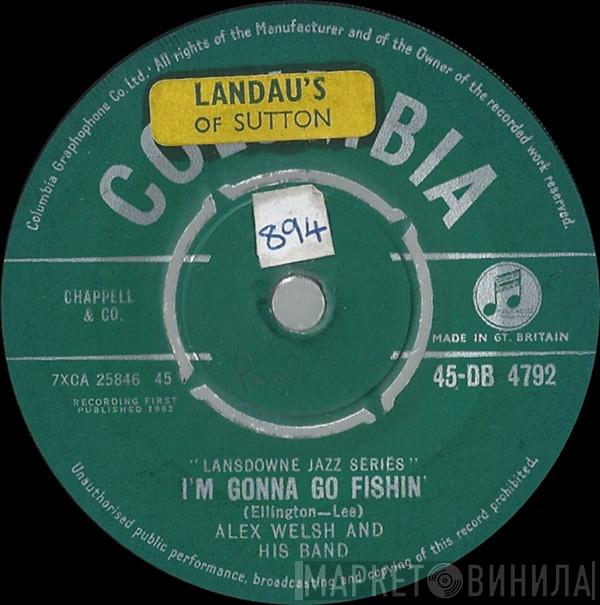 Columbia Graphophone Co. Ltd. · All rights of the Manufacturer and of the Owner of the recorded work reserved.
COLUMBIA
LANDAU'S
OF SUTTON
894
CHAPPELL
& CO.
MADE IN GT. BRITAIN
7XCA 25846 45
45-DB 4792
RECORDING FIRST
PUBLISHED 1962
"LANSDOWNE JAZZ SERIES"
I'M GONNA GO FISHIN'
(Ellington—Lee)
ALEX WELSH AND
HIS BAND
Unauthorised public performance, broadcasting and copying of this record prohibited.
МАРКЕТ ВИНИЛА